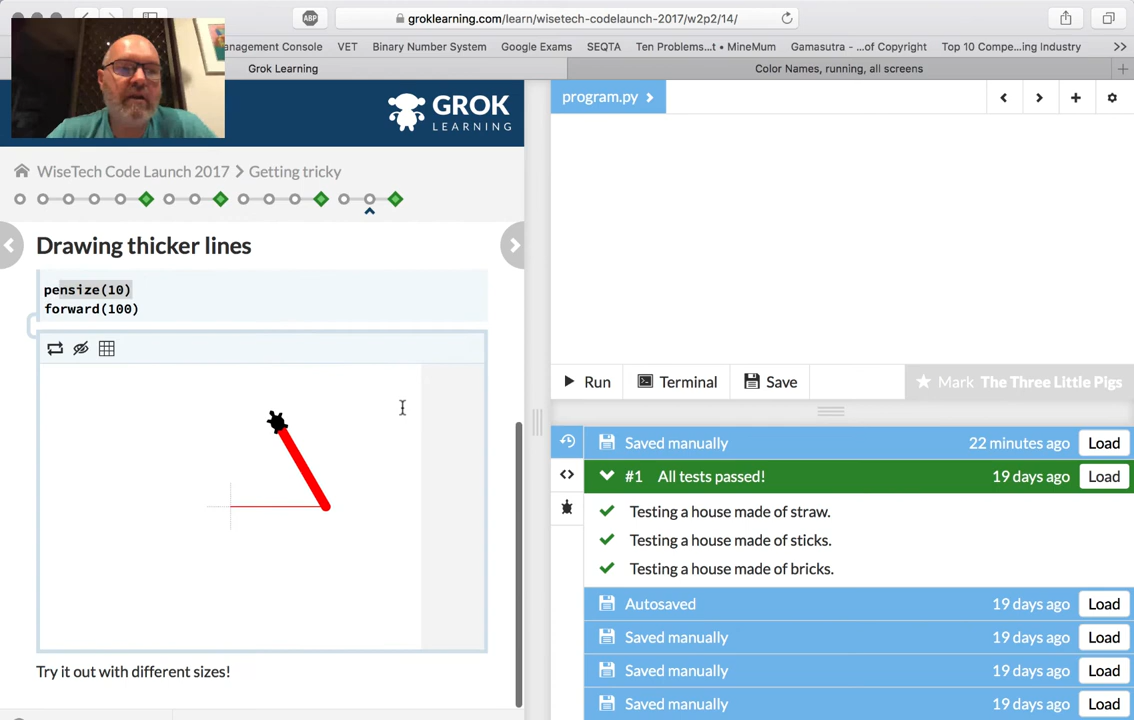 ABP
groklearning.com/learn/wisetech-codelaunch-2017/w2p2/14/
anagement Console VET Binary Number System Google Exams SEQTA Ten Problems...t • MineMum Gamasutra - ...of Copyright Top 10 Compe...ing Industry >>
Grok Learning
Color Names, running, all screens
GROK
LEARNING
WiseTech Code Launch 2017 > Getting tricky
Drawing thicker lines
pensize(10)
forward(100)
Try it out with different sizes!
program.py
Run Terminal Save Mark The Three Little Pigs
Saved manually 22 minutes ago Load
#1 All tests passed! 19 days ago Load
Testing a house made of straw.
Testing a house made of sticks.
Testing a house made of bricks.
Autosaved 19 days ago Load
Saved manually 19 days ago Load
Saved manually 19 days ago Load
Saved manually 19 days ago Load